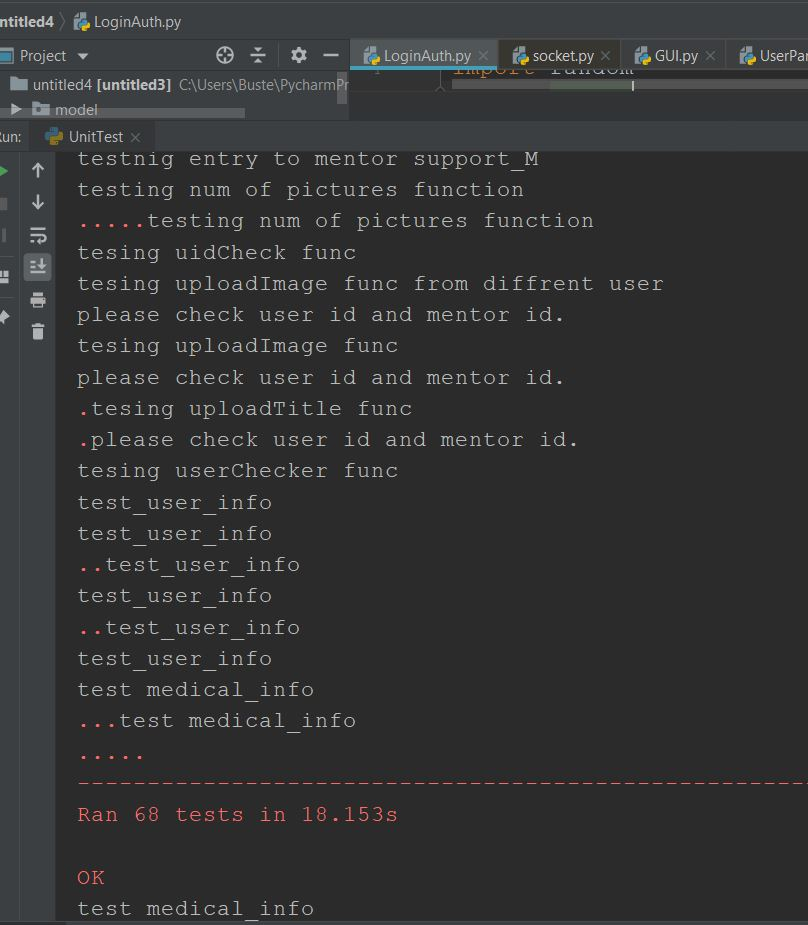 ntitled4 LoginAuth.py
Project
LoginAuth.py socket.py GUI.py UserPar
untitled4 [untitled3] C:\Users\Buste\PycharmPr
import random
model
Run: UnitTest
testnig entry to mentor support_M
testing num of pictures function
.....testing num of pictures function
tesing uidCheck func
tesing uploadImage func from diffrent user
please check user id and mentor id.
tesing uploadImage func
please check user id and mentor id.
.tesing uploadTitle func
.please check user id and mentor id.
tesing userChecker func
test_user_info
test_user_info
..test_user_info
test_user_info
..test_user_info
test_user_info
test medical_info
...test medical_info
.....
----------------------------------------------------------------------
Ran 68 tests in 18.153s
OK
test medical_info